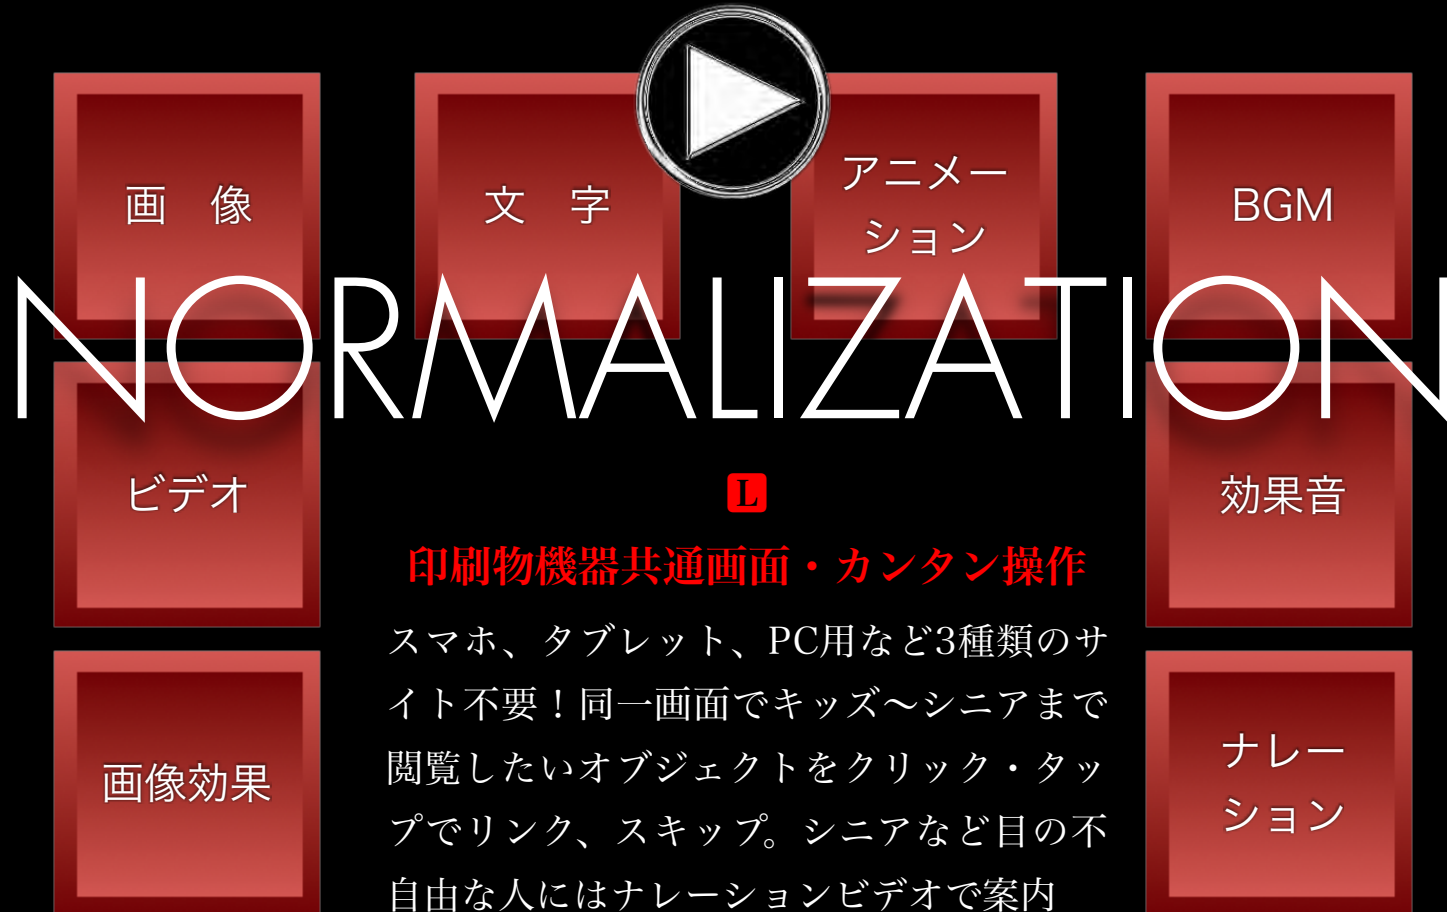 画　像
文　字
アニメー
ション
BGM
NORMALIZATION
ビデオ
効果音
L
印刷物機器共通画面・カンタン操作
スマホ、タブレット、PC用など3種類のサ
イト不要！同一画面でキッズ〜シニアまで
閲覧したいオブジェクトをクリック・タッ
プでリンク、スキップ。シニアなど目の不
自由な人にはナレーションビデオで案内
画像効果
ナレー
ション